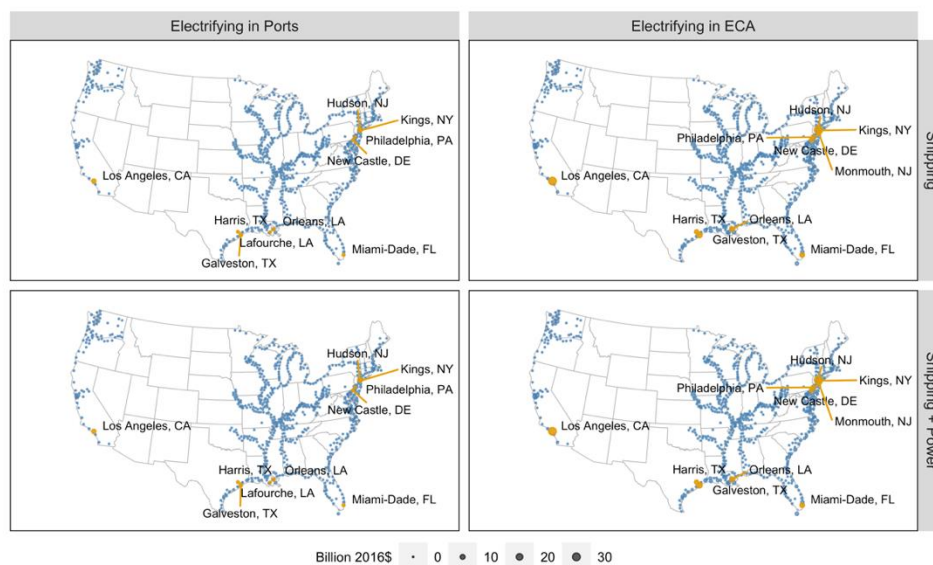 Electrifying in Ports
Electrifying in ECA
Hudson, NJ
Kings, NY
Philadelphia, PA
New Castle, DE
Los Angeles, CA
Harris, TX
Orleans, LA
Lafourche, LA
Galveston, TX
Miami-Dade, FL
Hudson, NJ
Kings, NY
Philadelphia, PA
New Castle, DE
Monmouth, NJ
Los Angeles, CA
Harris, TX
Orleans, LA
Galveston, TX
Miami-Dade, FL
Shipping
Hudson, NJ
Kings, NY
Philadelphia, PA
New Castle, DE
Los Angeles, CA
Harris, TX
Orleans, LA
Lafourche, LA
Galveston, TX
Miami-Dade, FL
Hudson, NJ
Kings, NY
Philadelphia, PA
New Castle, DE
Monmouth, NJ
Los Angeles, CA
Harris, TX
Orleans, LA
Galveston, TX
Miami-Dade, FL
Shipping + Power
Billion 2016$ 0 10 20 30